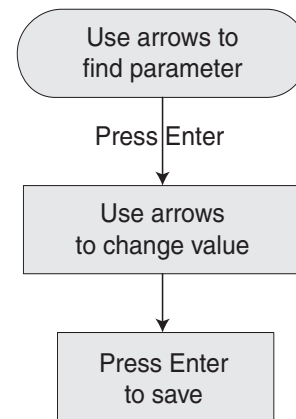 Use arrows to
find parameter
Press Enter
Use arrows
to change value
Press Enter
to save